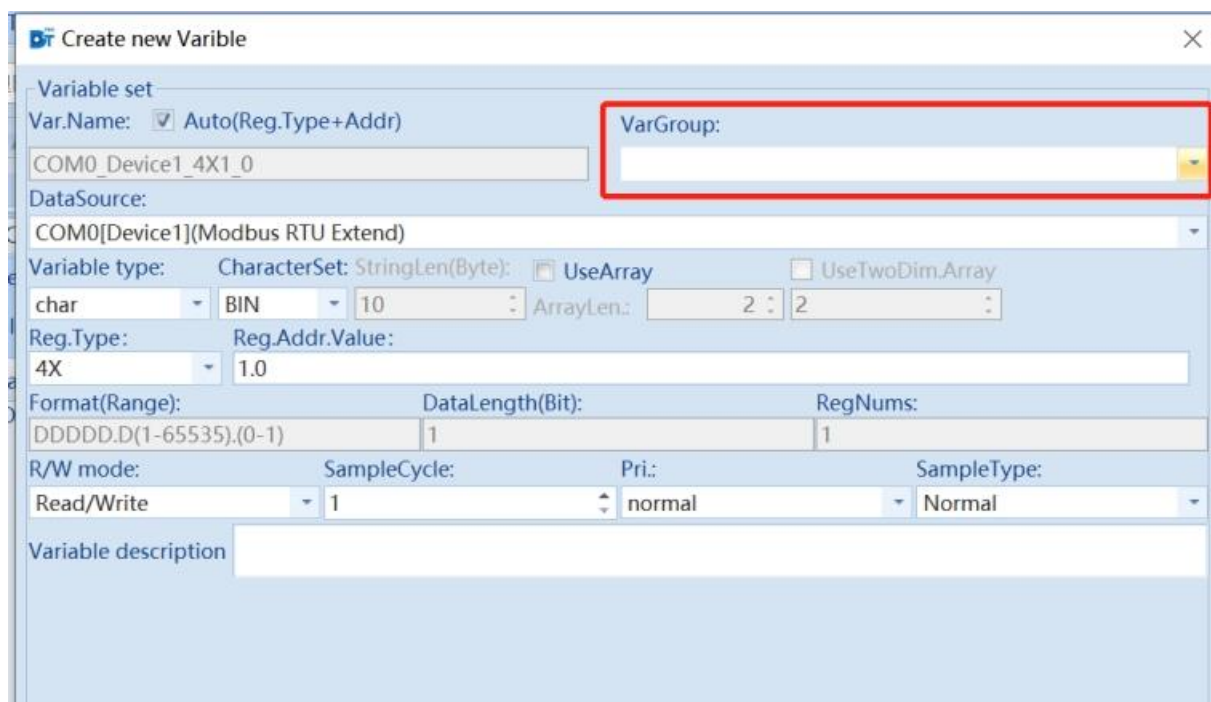 Create new Varible
Variable set
Var.Name: Auto(Reg.Type+Addr)
VarGroup:
COM0_Device1_4X1_0
DataSource:
COM0[Device1](Modbus RTU Extend)
Variable type: CharacterSet: StringLen(Byte): UseArray UseTwoDim.Array
char BIN 10 ArrayLen.: 2 2
Reg.Type: Reg.Addr.Value:
4X 1.0
Format(Range): DataLength(Bit): RegNums:
DDDDD.D(1-65535).(0-1) 1 1
R/W mode: SampleCycle: Pri.: SampleType:
Read/Write 1 normal Normal
Variable description